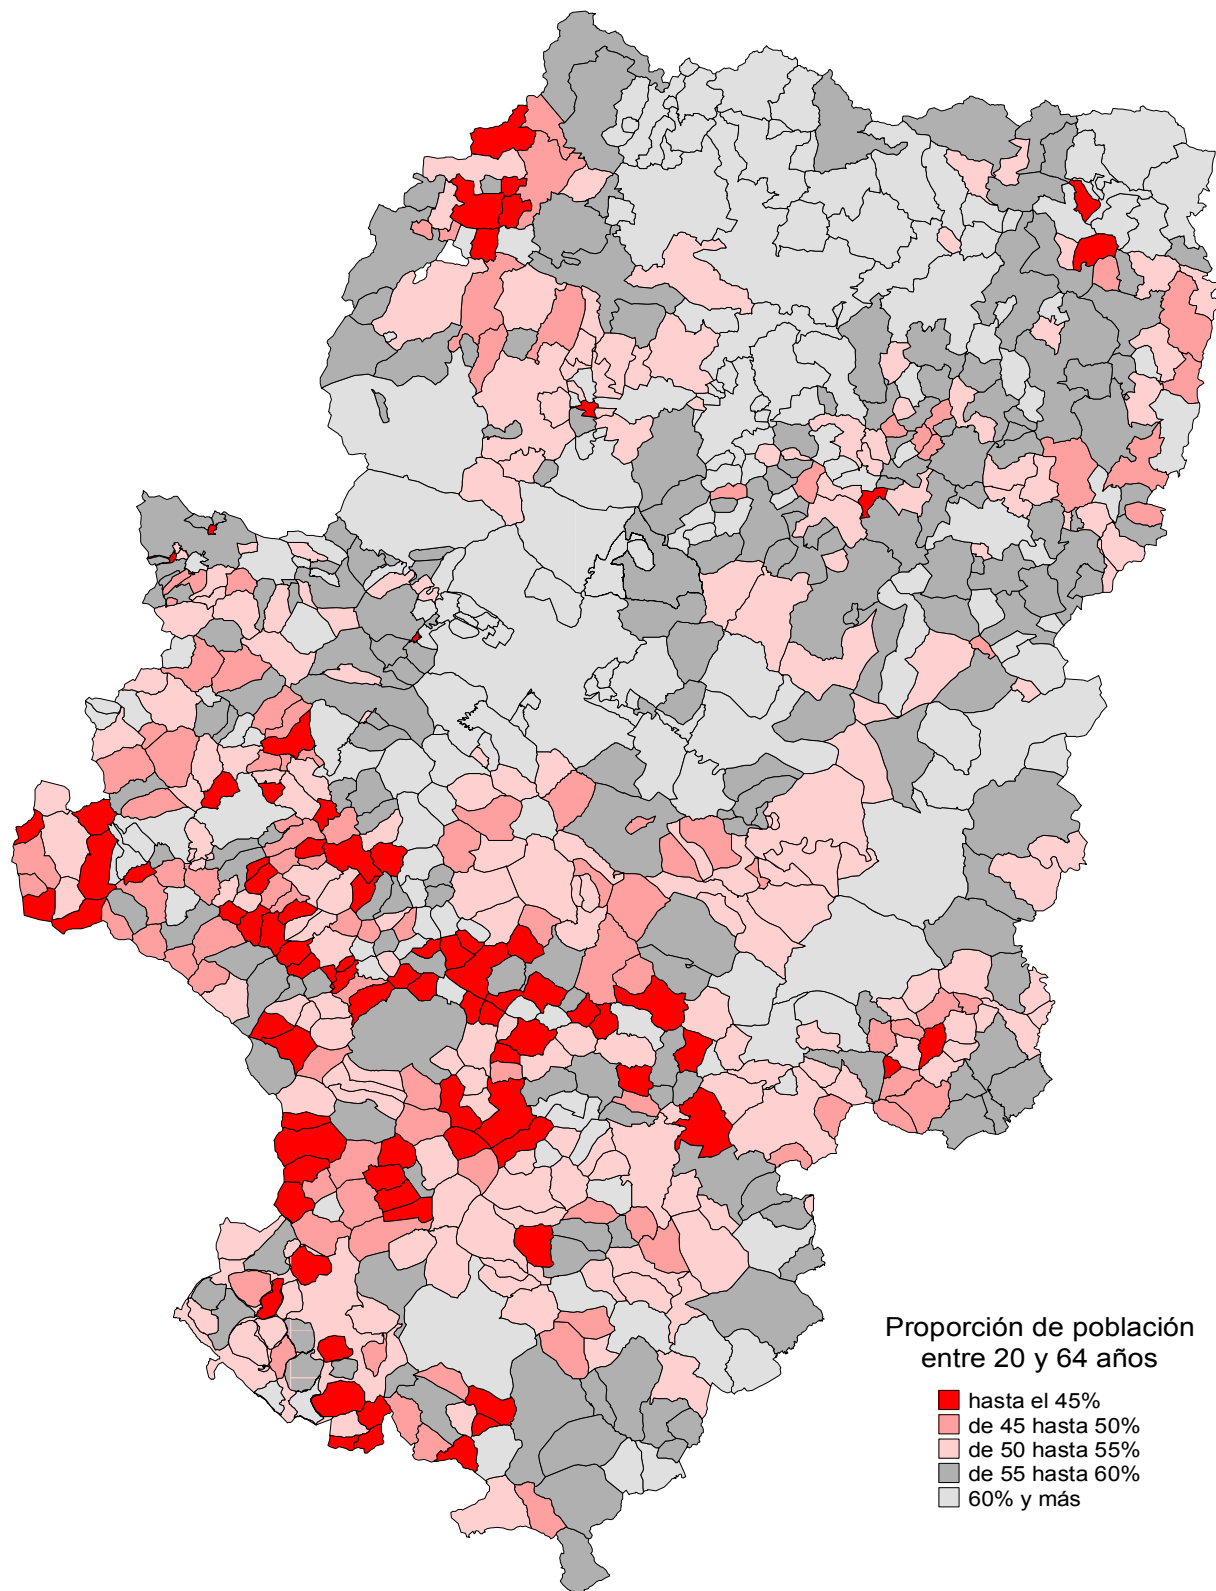 Proporción de población
entre 20 y 64 años
hasta el 45%
de 45 hasta 50%
de 50 hasta 55%
de 55 hasta 60%
60% y más